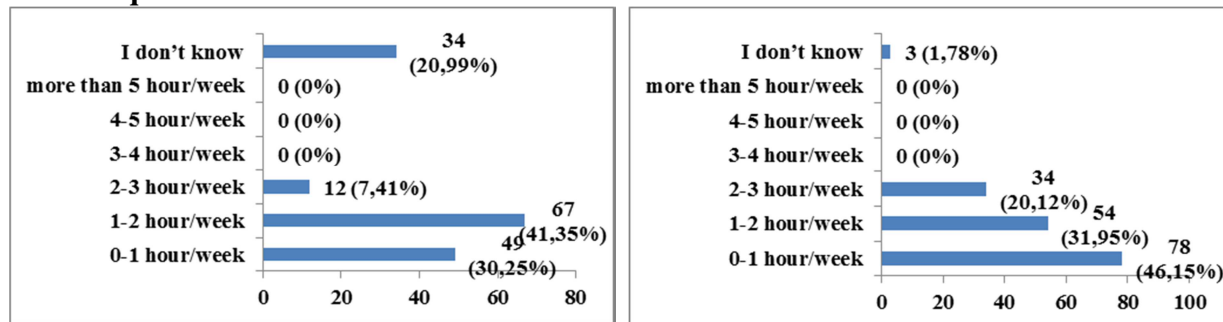 I don't know
34
(20,99%)
more than 5 hour/week
0 (0%)
4-5 hour/week
0 (0%)
3-4 hour/week
0 (0%)
2-3 hour/week
12 (7,41%)
1-2 hour/week
67
(41,35%)
0-1 hour/week
49
(30,25%)
0
20
40
60
80
I don't know
3 (1,78%)
more than 5 hour/week
0 (0%)
4-5 hour/week
0 (0%)
3-4 hour/week
0 (0%)
2-3 hour/week
34
(20,12%)
1-2 hour/week
54
(31,95%)
0-1 hour/week
78
(46,15%)
0
20
40
60
80
100